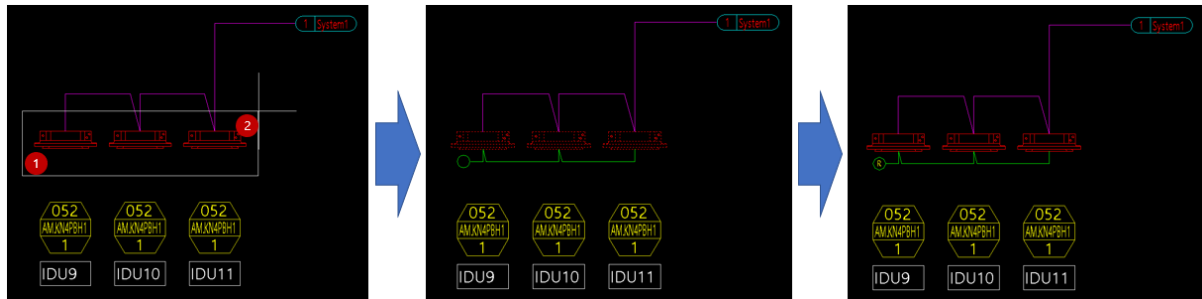 1 System1
2
1
052 052 052
AM.KN4PBH1 AM.KN4PBH1 AM.KN4PBH1
1 1 1
IDU9 IDU10 IDU11
1 System1
052 052 052
AM.KN4PBH1 AM.KN4PBH1 AM.KN4PBH1
1 1 1
IDU9 IDU10 IDU11
1 System1
R
052 052 052
AM.KN4PBH1 AM.KN4PBH1 AM.KN4PBH1
1 1 1
IDU9 IDU10 IDU11